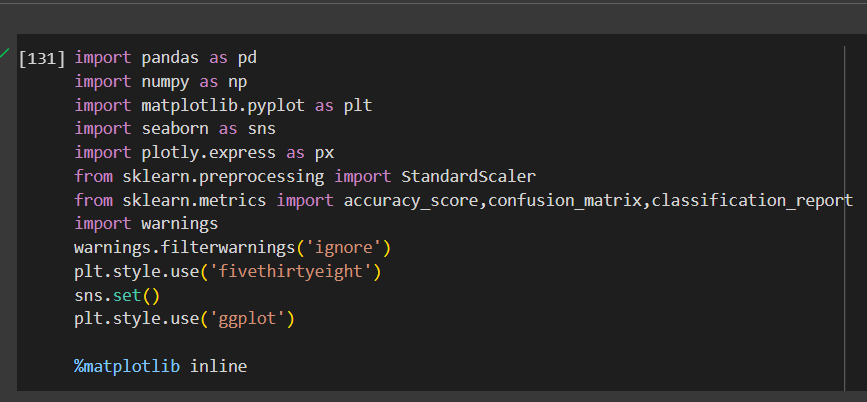 [131] import pandas as pd
import numpy as np
import matplotlib.pyplot as plt
import seaborn as sns
import plotly.express as px
from sklearn.preprocessing import StandardScaler
from sklearn.metrics import accuracy_score,confusion_matrix,classification_report
import warnings
warnings.filterwarnings('ignore')
plt.style.use('fivethirtyeight')
sns.set()
plt.style.use('ggplot')
%matplotlib inline